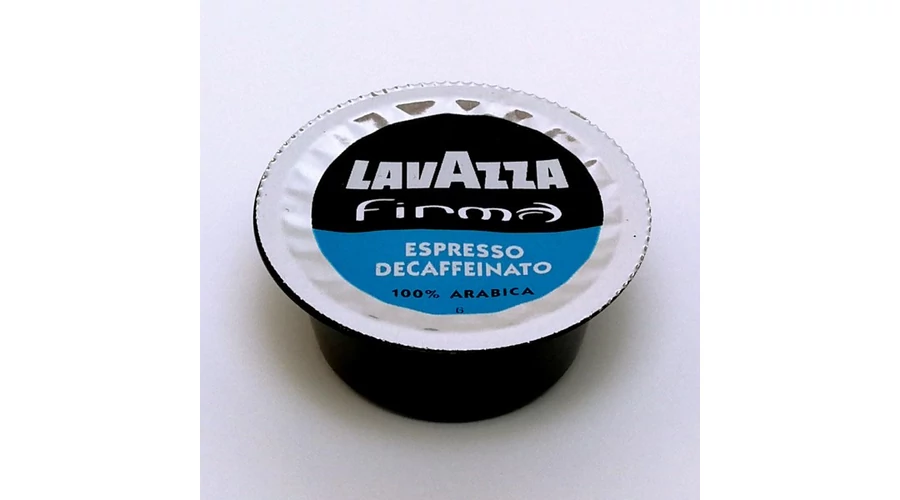 LAVAZZA
Firma
ESPRESSO
DECAFFEINATO
100% ARABICA
B